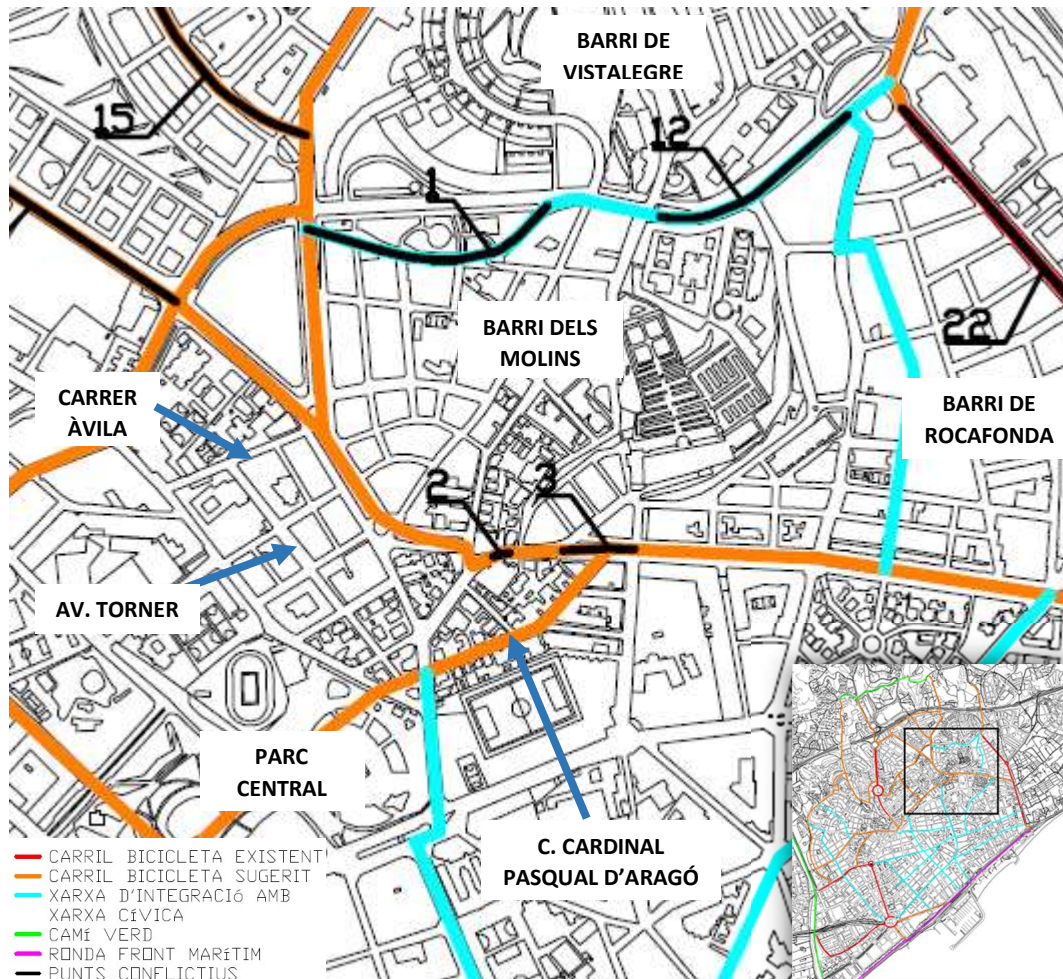 BARRI DE
VISTALEGRE
15
12
1
BARRI DELS
MOLINS
22
CARRER
ÀVILA
BARRI DE
ROCAFONDA
2
3
AV. TORNER
PARC
CENTRAL
C. CARDINAL
PASQUAL D'ARAGÓ
CARRIL BICICLETA EXISTENT
CARRIL BICICLETA SUGERIT
XARXA D'INTEGRACIó AMB
XARXA CíVICA
CAMí VERD
RONDA FRONT MARíTIM
PUNTS CONFLICTIUS